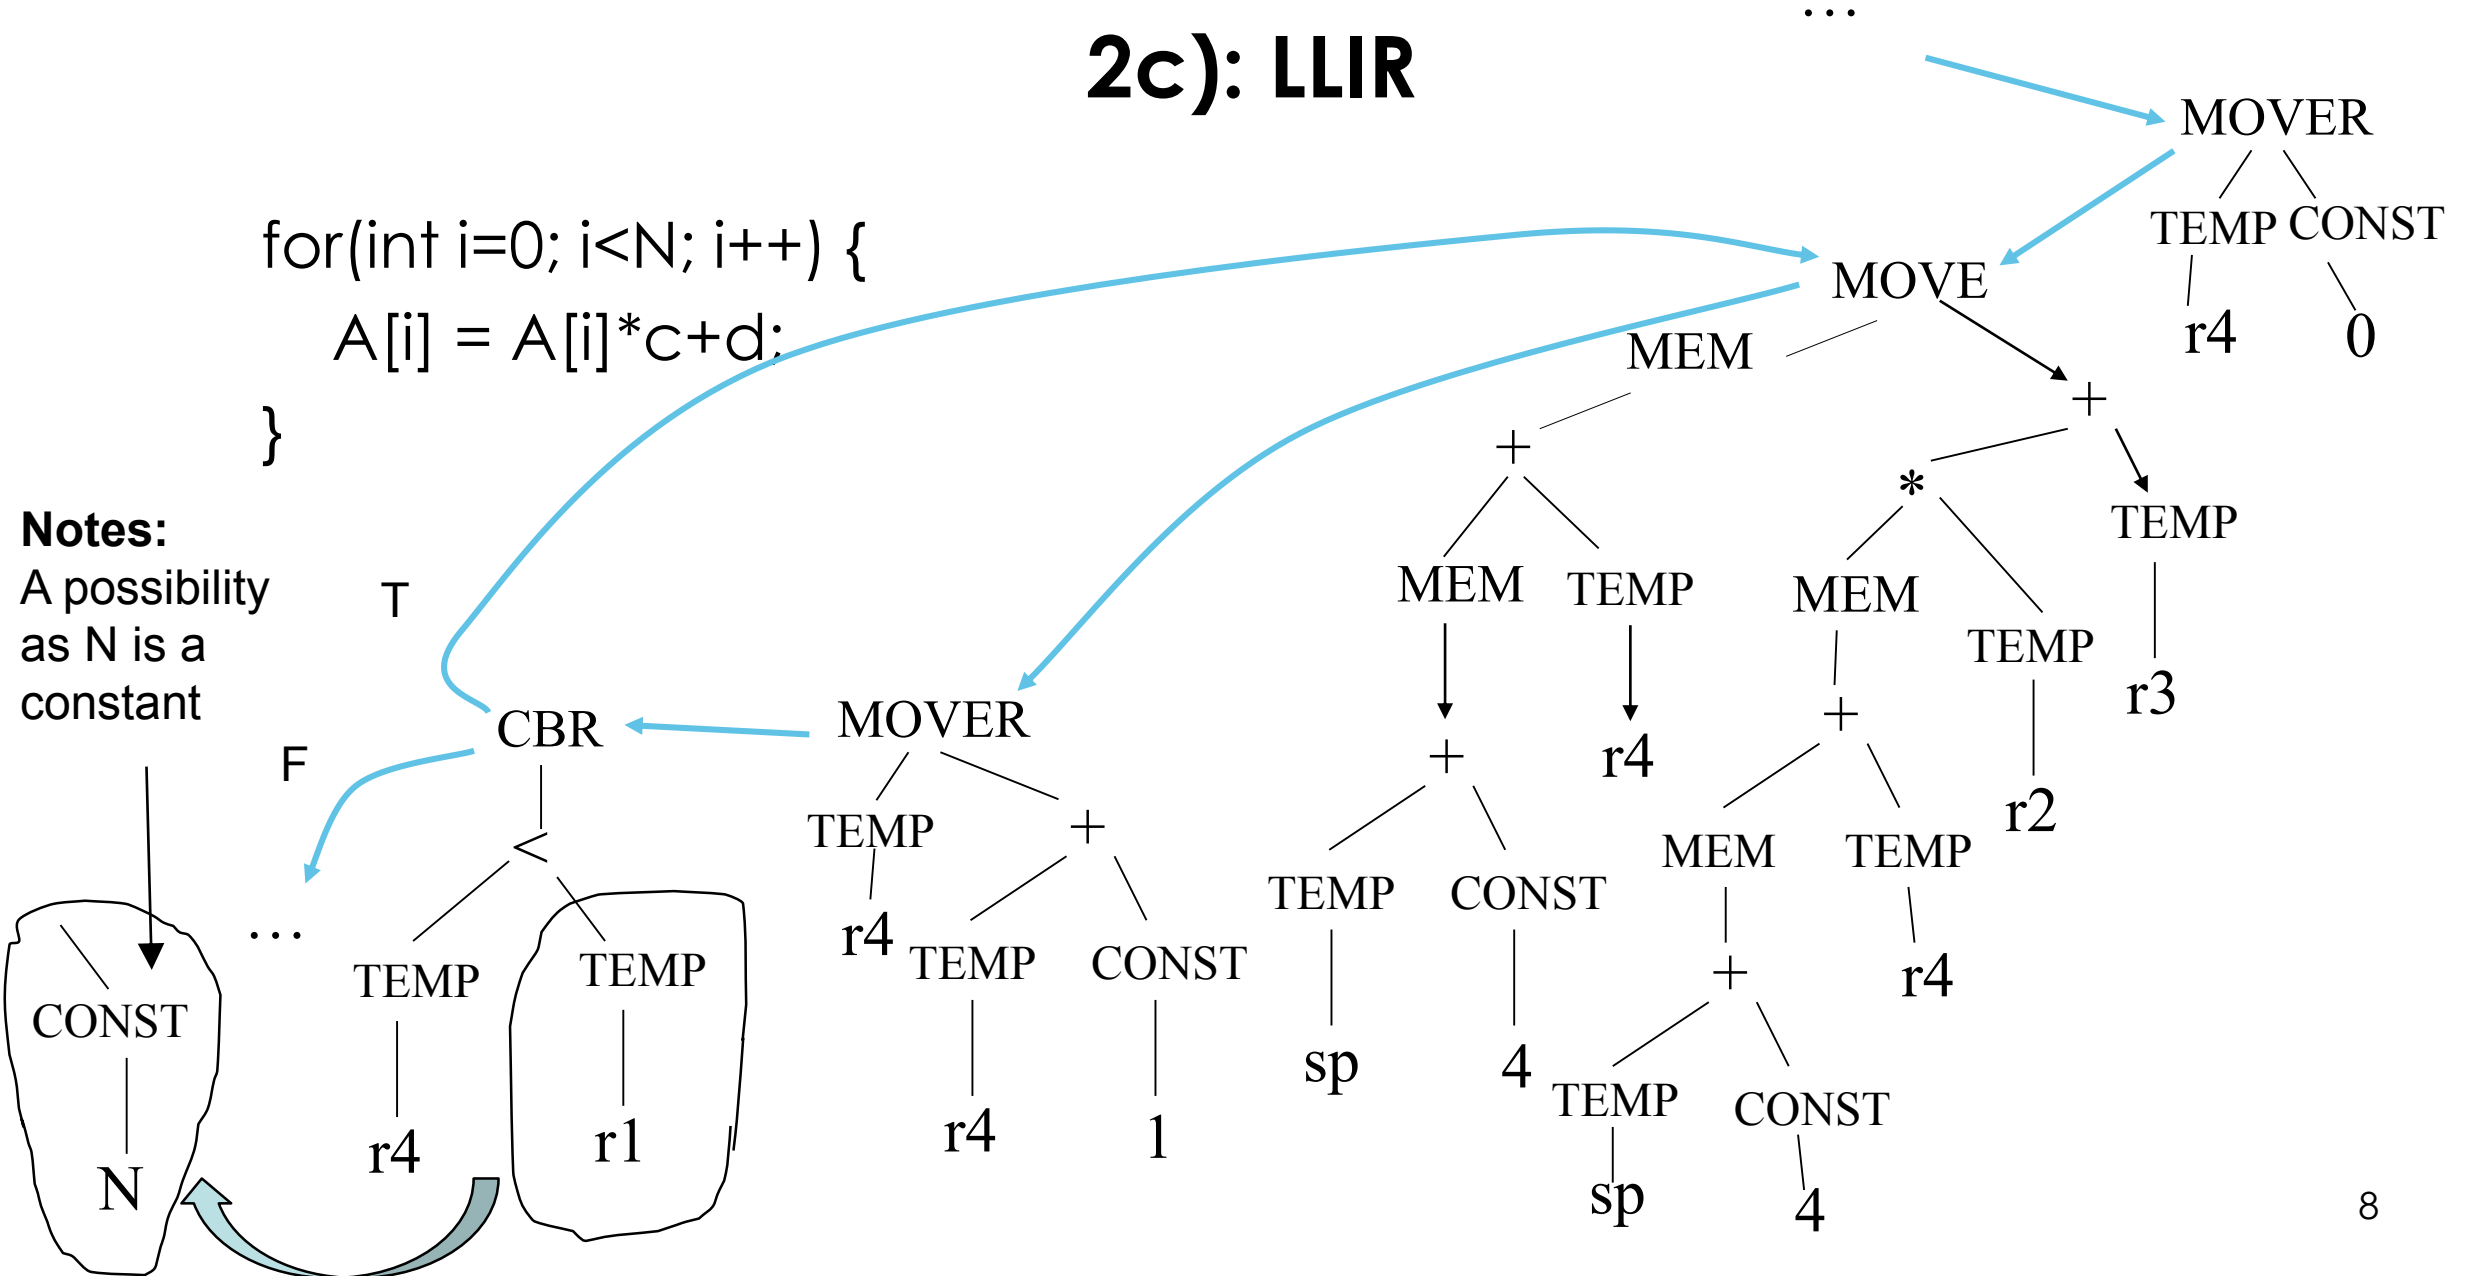 …
2c): LLIR
MOVER
TEMP CONST
r4 0
for(int i=0; i<N; i++) {
A[i] = A[i]*c+d;
}
MOVE
MEM
+
+
*
TEMP
r3
MEM TEMP
r4
+
TEMP CONST
sp 4
MEM
TEMP
r2
+
MEM TEMP
r4
+
TEMP CONST
sp 4
Notes:
A possibility
as N is a
constant
T
F
CBR
<
TEMP TEMP
r4 r1
MOVER
TEMP
r4
+
TEMP CONST
r4 1
…
CONST
N
8